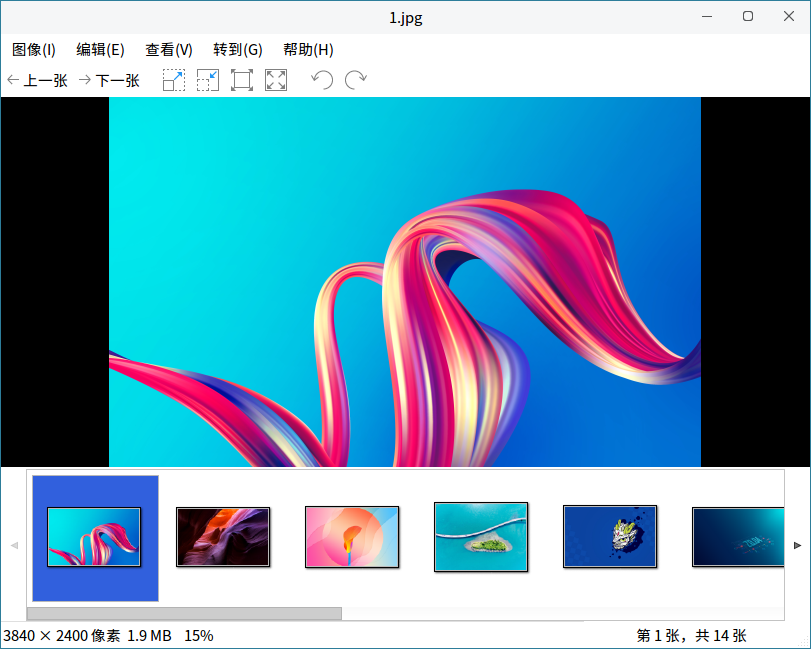 1.jpg
图像(I) 编辑(E) 查看(V) 转到(G) 帮助(H)
上一张 下一张
3840 × 2400 像素 1.9 MB 15% 第 1 张，共 14 张